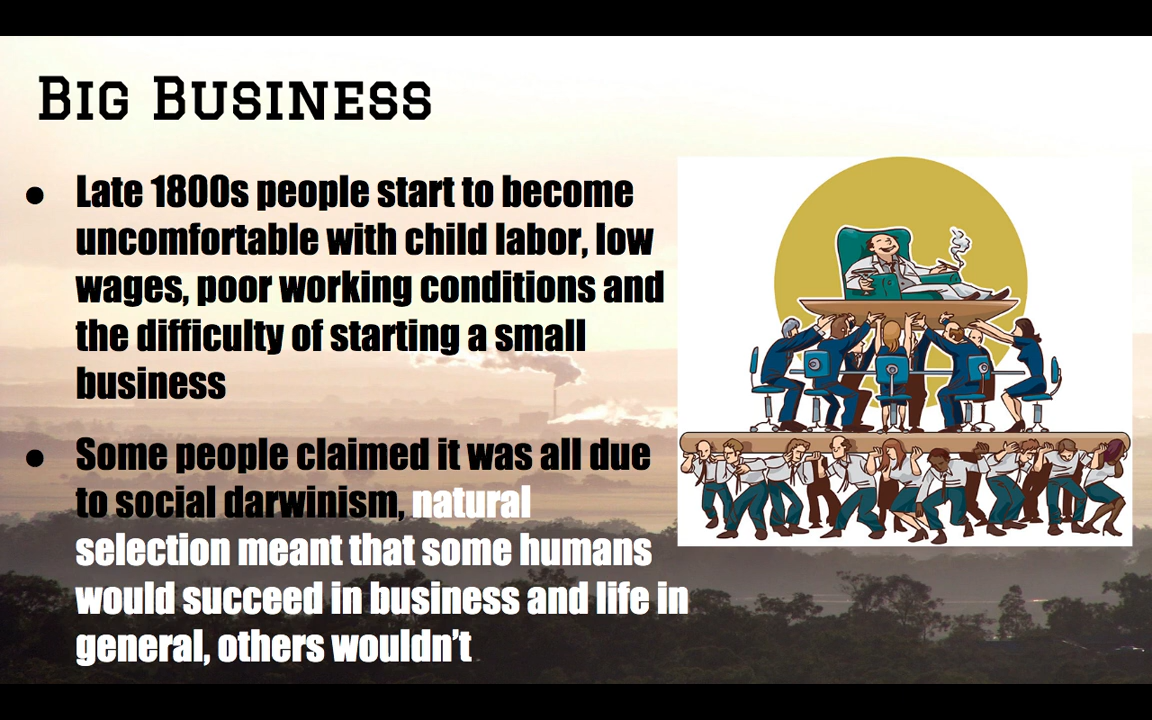 Big Business
● Late 1800s people start to become
uncomfortable with child labor, low
wages, poor working conditions and
the difficulty of starting a small
business
● Some people claimed it was all due
to social darwinism, natural
selection meant that some humans
would succeed in business and life in
general, others wouldn’t